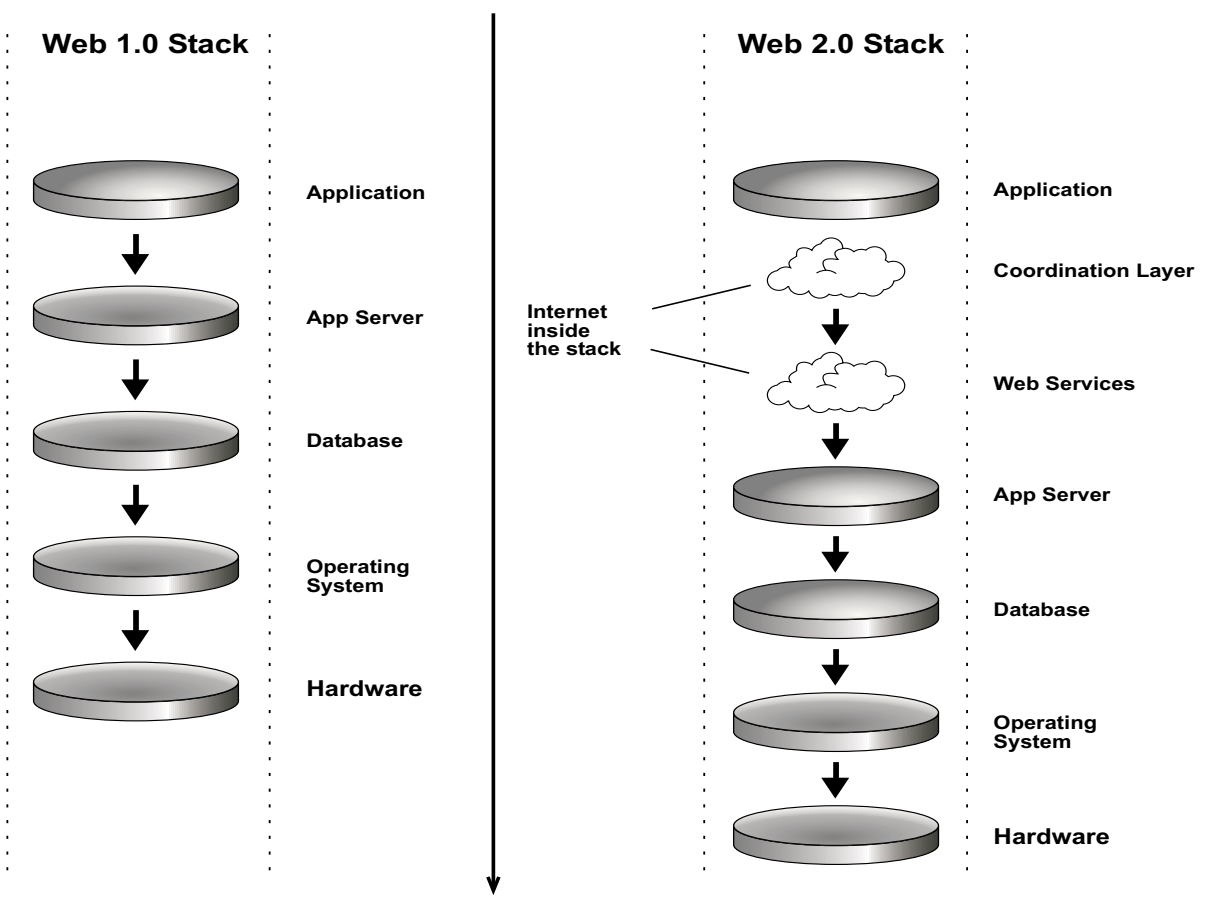 Web 1.0 Stack
Application
App Server
Database
Operating
System
Hardware
Internet
inside
the stack
Web 2.0 Stack
Application
Coordination Layer
Web Services
App Server
Database
Operating
System
Hardware